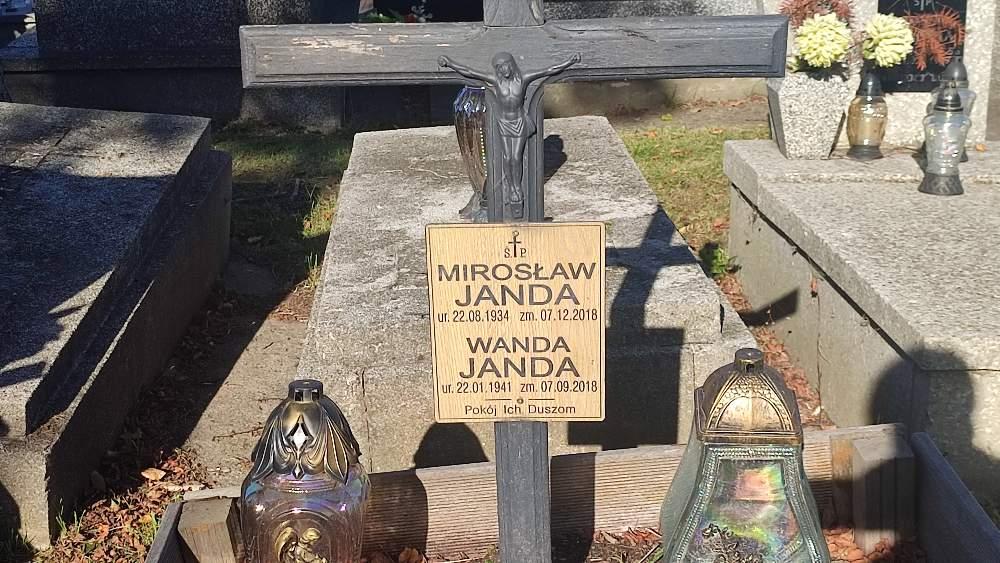 Ś.P.
MIROSŁAW
JANDA
ur. 22.08.1934 zm. 07.12.2018
WANDA
JANDA
ur. 22.01.1941 zm. 07.09.2018
Pokój Ich Duszom